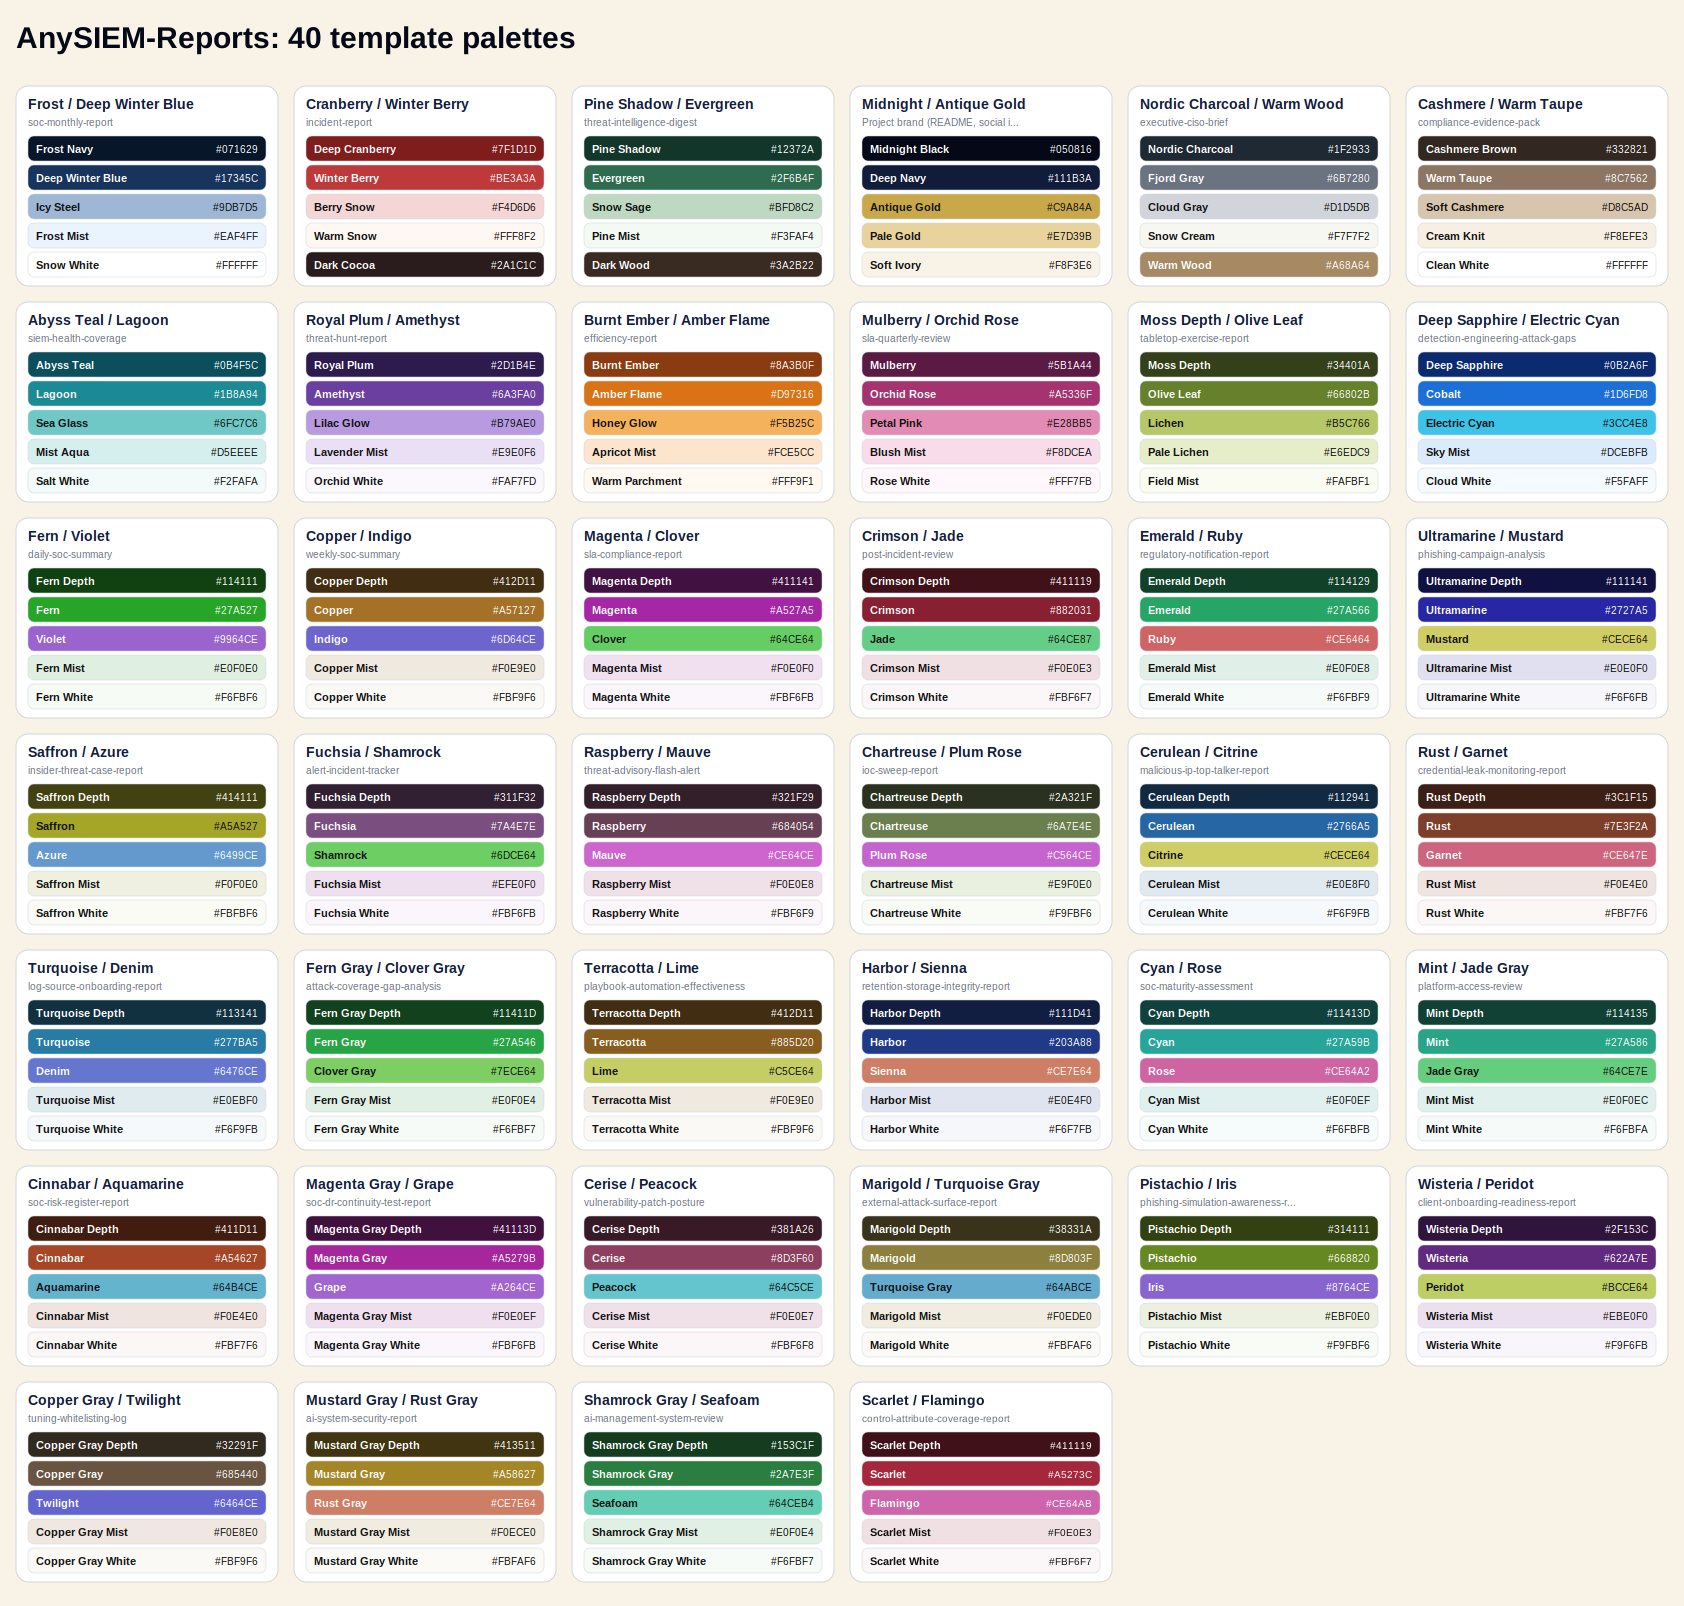 AnySIEM-Reports: 40 template palettes
Frost / Deep Winter Blue
soc-monthly-report
Frost Navy #071629
Deep Winter Blue #17345C
Icy Steel #9DB7D5
Frost Mist #EAF4FF
Snow White #FFFFFF
Cranberry / Winter Berry
incident-report
Deep Cranberry #7F1D1D
Winter Berry #BE3A3A
Berry Snow #F4D6D6
Warm Snow #FFF8F2
Dark Cocoa #2A1C1C
Pine Shadow / Evergreen
threat-intelligence-digest
Pine Shadow #12372A
Evergreen #2F6B4F
Snow Sage #BFD8C2
Pine Mist #F3FAF4
Dark Wood #3A2B22
Midnight / Antique Gold
Project brand (README, social i...
Midnight Black #050816
Deep Navy #111B3A
Antique Gold #C9A84A
Pale Gold #E7D39B
Soft Ivory #F8F3E6
Nordic Charcoal / Warm Wood
executive-ciso-brief
Nordic Charcoal #1F2933
Fjord Gray #6B7280
Cloud Gray #D1D5DB
Snow Cream #F7F7F2
Warm Wood #A68A64
Cashmere / Warm Taupe
compliance-evidence-pack
Cashmere Brown #332821
Warm Taupe #8C7562
Soft Cashmere #D8C5AD
Cream Knit #F8EFE3
Clean White #FFFFFF
Abyss Teal / Lagoon
siem-health-coverage
Abyss Teal #0B4F5C
Lagoon #1B8A94
Sea Glass #6FC7C6
Mist Aqua #D5EEEE
Salt White #F2FAFA
Royal Plum / Amethyst
threat-hunt-report
Royal Plum #2D1B4E
Amethyst #6A3FA0
Lilac Glow #B79AE0
Lavender Mist #E9E0F6
Orchid White #FAF7FD
Burnt Ember / Amber Flame
efficiency-report
Burnt Ember #8A3B0F
Amber Flame #D97316
Honey Glow #F5B25C
Apricot Mist #FCE5CC
Warm Parchment #FFF9F1
Mulberry / Orchid Rose
sla-quarterly-review
Mulberry #5B1A44
Orchid Rose #A5336F
Petal Pink #E28BB5
Blush Mist #F8DCEA
Rose White #FFF7FB
Moss Depth / Olive Leaf
tabletop-exercise-report
Moss Depth #34401A
Olive Leaf #66802B
Lichen #B5C766
Pale Lichen #E6EDC9
Field Mist #FAFBF1
Deep Sapphire / Electric Cyan
detection-engineering-attack-gaps
Deep Sapphire #0B2A6F
Cobalt #1D6FD8
Electric Cyan #3CC4E8
Sky Mist #DCEBFB
Cloud White #F5FAFF
Fern / Violet
daily-soc-summary
Fern Depth #114111
Fern #27A527
Violet #9964CE
Fern Mist #E0F0E0
Fern White #F6FBF6
Copper / Indigo
weekly-soc-summary
Copper Depth #412D11
Copper #A57127
Indigo #6D64CE
Copper Mist #F0E9E0
Copper White #FBF9F6
Magenta / Clover
sla-compliance-report
Magenta Depth #411141
Magenta #A527A5
Clover #64CE64
Magenta Mist #F0E0F0
Magenta White #FBF6FB
Crimson / Jade
post-incident-review
Crimson Depth #411119
Crimson #882031
Jade #64CE87
Crimson Mist #F0E0E3
Crimson White #FBF6F7
Emerald / Ruby
regulatory-notification-report
Emerald Depth #114129
Emerald #27A566
Ruby #CE6464
Emerald Mist #E0F0E8
Emerald White #F6FBF9
Ultramarine / Mustard
phishing-campaign-analysis
Ultramarine Depth #111141
Ultramarine #2727A5
Mustard #CECE64
Ultramarine Mist #E0E0F0
Ultramarine White #F6F6FB
Saffron / Azure
insider-threat-case-report
Saffron Depth #414111
Saffron #A5A527
Azure #6499CE
Saffron Mist #F0F0E0
Saffron White #FBFBF6
Fuchsia / Shamrock
alert-incident-tracker
Fuchsia Depth #311F32
Fuchsia #7A4E7E
Shamrock #6DCE64
Fuchsia Mist #EFE0F0
Fuchsia White #FBF6FB
Raspberry / Mauve
threat-advisory-flash-alert
Raspberry Depth #321F29
Raspberry #684054
Mauve #CE64CE
Raspberry Mist #F0E0E8
Raspberry White #FBF6F9
Chartreuse / Plum Rose
ioc-sweep-report
Chartreuse Depth #2A321F
Chartreuse #6A7E4E
Plum Rose #C564CE
Chartreuse Mist #E9F0E0
Chartreuse White #F9FBF6
Cerulean / Citrine
malicious-ip-top-talker-report
Cerulean Depth #112941
Cerulean #2766A5
Citrine #CECE64
Cerulean Mist #E0E8F0
Cerulean White #F6F9FB
Rust / Garnet
credential-leak-monitoring-report
Rust Depth #3C1F15
Rust #7E3F2A
Garnet #CE647E
Rust Mist #F0E4E0
Rust White #FBF7F6
Turquoise / Denim
log-source-onboarding-report
Turquoise Depth #113141
Turquoise #277BA5
Denim #6476CE
Turquoise Mist #E0EBF0
Turquoise White #F6F9FB
Fern Gray / Clover Gray
attack-coverage-gap-analysis
Fern Gray Depth #11411D
Fern Gray #27A546
Clover Gray #7ECE64
Fern Gray Mist #E0F0E4
Fern Gray White #F6FBF7
Terracotta / Lime
playbook-automation-effectiveness
Terracotta Depth #412D11
Terracotta #885D20
Lime #C5CE64
Terracotta Mist #F0E9E0
Terracotta White #FBF9F6
Harbor / Sienna
retention-storage-integrity-report
Harbor Depth #111D41
Harbor #203A88
Sienna #CE7E64
Harbor Mist #E0E4F0
Harbor White #F6F7FB
Cyan / Rose
soc-maturity-assessment
Cyan Depth #11413D
Cyan #27A59B
Rose #CE64A2
Cyan Mist #E0F0EF
Cyan White #F6FBFB
Mint / Jade Gray
platform-access-review
Mint Depth #114135
Mint #27A586
Jade Gray #64CE7E
Mint Mist #E0F0EC
Mint White #F6FBFA
Cinnabar / Aquamarine
soc-risk-register-report
Cinnabar Depth #411D11
Cinnabar #A54627
Aquamarine #64B4CE
Cinnabar Mist #F0E4E0
Cinnabar White #FBF7F6
Magenta Gray / Grape
soc-dr-continuity-test-report
Magenta Gray Depth #41113D
Magenta Gray #A5279B
Grape #A264CE
Magenta Gray Mist #F0E0EF
Magenta Gray White #FBF6FB
Cerise / Peacock
vulnerability-patch-posture
Cerise Depth #381A26
Cerise #8D3F60
Peacock #64C5CE
Cerise Mist #F0E0E7
Cerise White #FBF6F8
Marigold / Turquoise Gray
external-attack-surface-report
Marigold Depth #38331A
Marigold #8D803F
Turquoise Gray #64ABCE
Marigold Mist #F0EDE0
Marigold White #FBFAF6
Pistachio / Iris
phishing-simulation-awareness-r...
Pistachio Depth #314111
Pistachio #668820
Iris #8764CE
Pistachio Mist #EBF0E0
Pistachio White #F9FBF6
Wisteria / Peridot
client-onboarding-readiness-report
Wisteria Depth #2F153C
Wisteria #622A7E
Peridot #BCCE64
Wisteria Mist #EBE0F0
Wisteria White #F9F6FB
Copper Gray / Twilight
tuning-whitelisting-log
Copper Gray Depth #32291F
Copper Gray #685440
Twilight #6464CE
Copper Gray Mist #F0E8E0
Copper Gray White #FBF9F6
Mustard Gray / Rust Gray
ai-system-security-report
Mustard Gray Depth #413511
Mustard Gray #A58627
Rust Gray #CE7E64
Mustard Gray Mist #F0ECE0
Mustard Gray White #FBFAF6
Shamrock Gray / Seafoam
ai-management-system-review
Shamrock Gray Depth #153C1F
Shamrock Gray #2A7E3F
Seafoam #64CEB4
Shamrock Gray Mist #E0F0E4
Shamrock Gray White #F6FBF7
Scarlet / Flamingo
control-attribute-coverage-report
Scarlet Depth #411119
Scarlet #A5273C
Flamingo #CE64AB
Scarlet Mist #F0E0E3
Scarlet White #FBF6F7